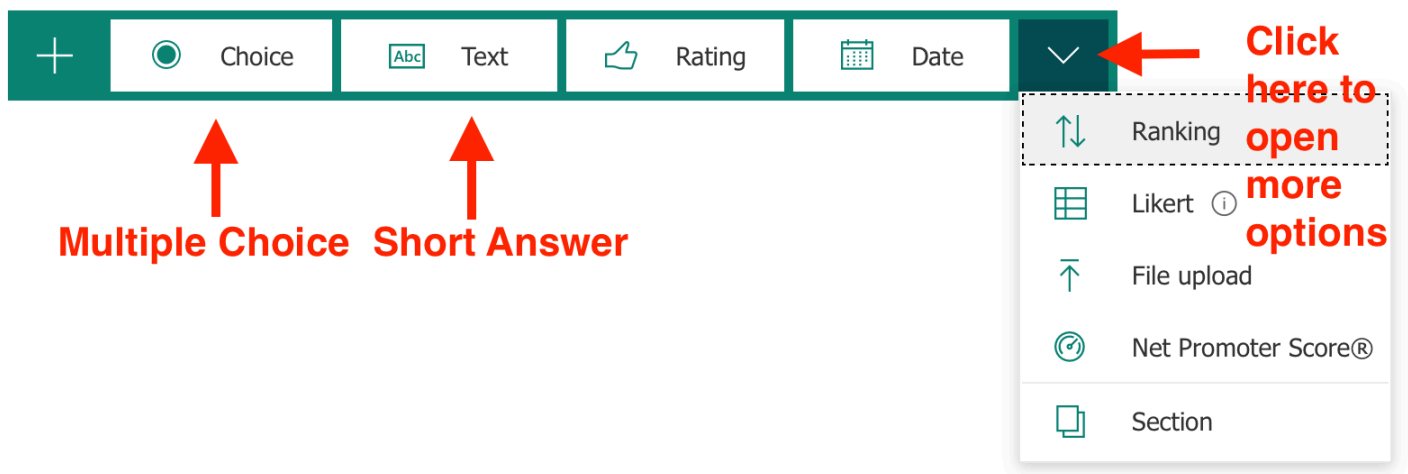 Choice
Abc
Text
Rating
Date
Click
here to
open
more
options
Multiple Choice
Short Answer
Ranking
Likert
File upload
Net Promoter Score®
Section